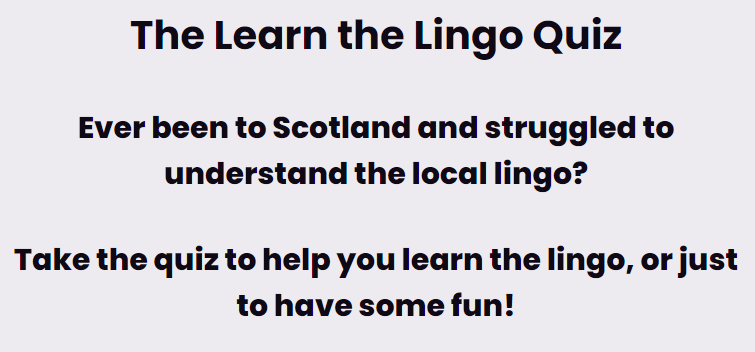 The Learn the Lingo Quiz
Ever been to Scotland and struggled to
understand the local lingo?
Take the quiz to help you learn the lingo, or just
to have some fun!